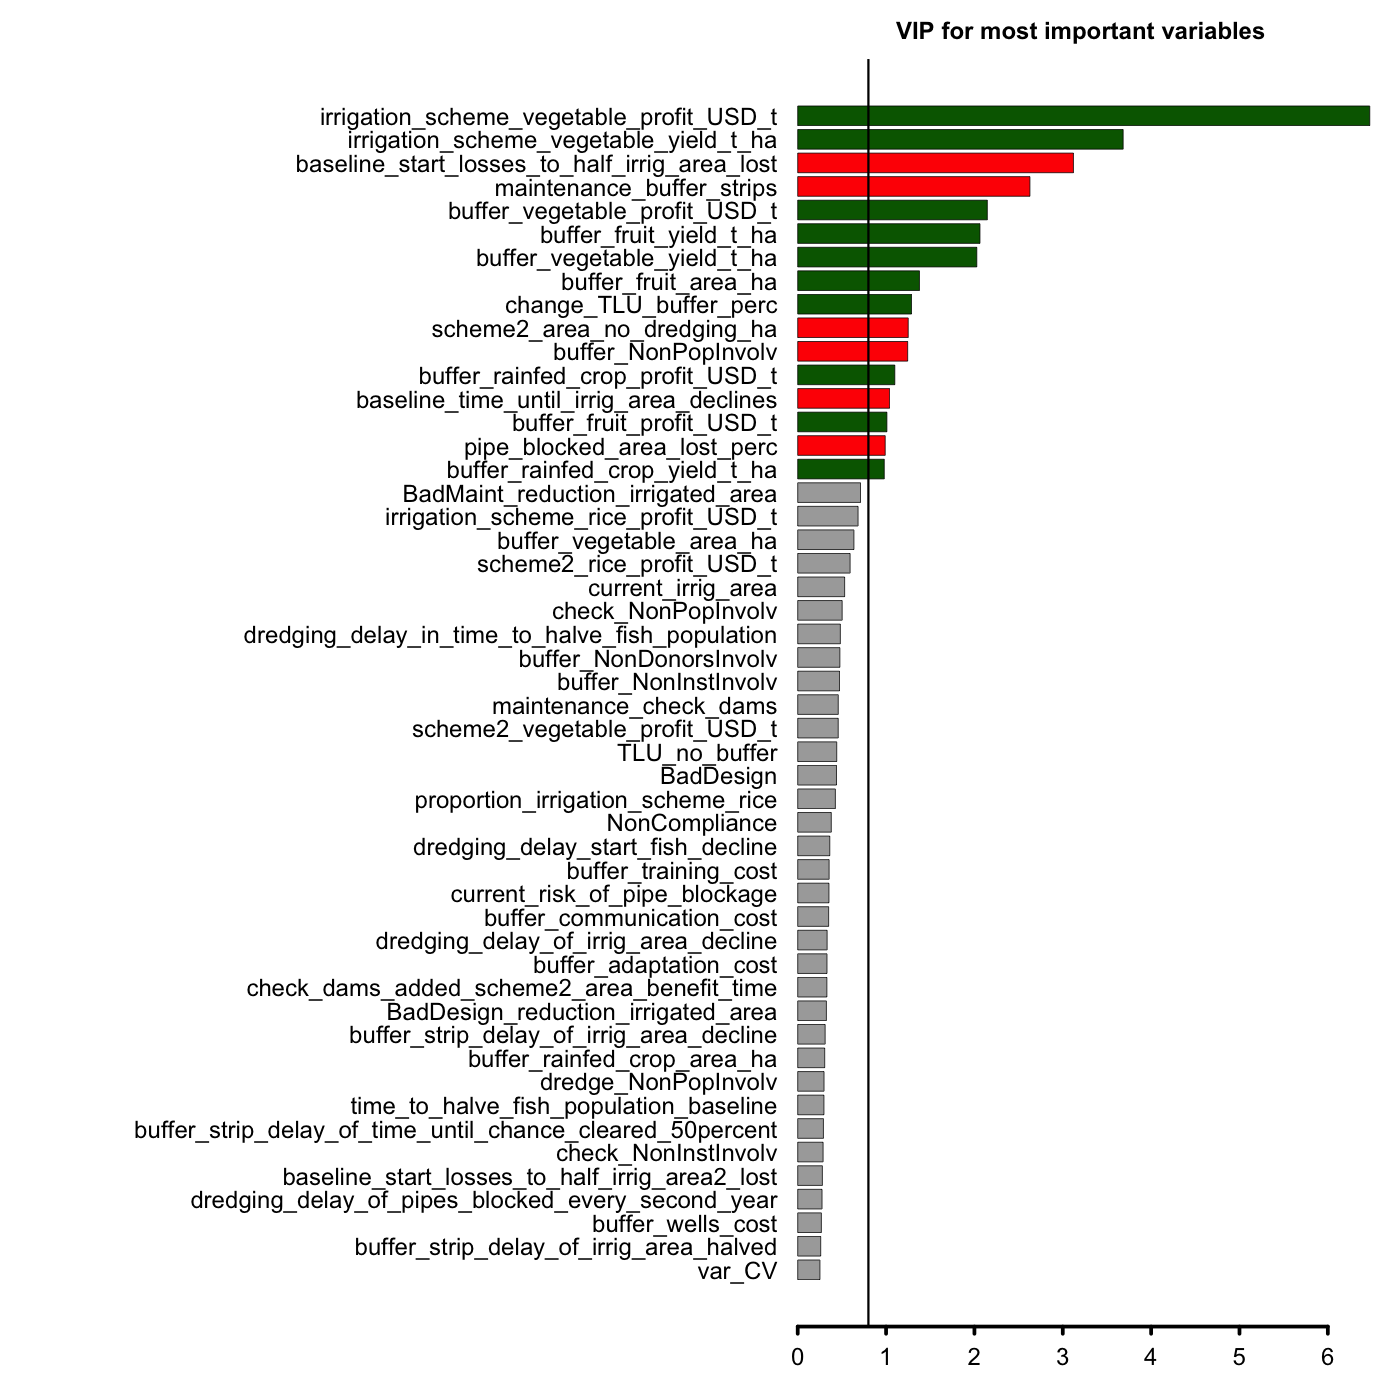 VIP for most important variables
irrigation_scheme_vegetable_profit_USD_t
irrigation_scheme_vegetable_yield_t_ha
baseline_start_losses_to_half_irrig_area_lost
maintenance_buffer_strips
buffer_vegetable_profit_USD_t
buffer_fruit_yield_t_ha
buffer_vegetable_yield_t_ha
buffer_fruit_area_ha
change_TLU_buffer_perc
scheme2_area_no_dredging_ha
buffer_NonPopInvolv
buffer_rainfed_crop_profit_USD_t
baseline_time_until_irrig_area_declines
buffer_fruit_profit_USD_t
pipe_blocked_area_lost_perc
buffer_rainfed_crop_yield_t_ha
BadMaint_reduction_irrigated_area
irrigation_scheme_rice_profit_USD_t
buffer_vegetable_area_ha
scheme2_rice_profit_USD_t
current_irrig_area
check_NonPopInvolv
dredging_delay_in_time_to_halve_fish_population
buffer_NonDonorsInvolv
buffer_NonInstInvolv
maintenance_check_dams
scheme2_vegetable_profit_USD_t
TLU_no_buffer
BadDesign
proportion_irrigation_scheme_rice
NonCompliance
dredging_delay_start_fish_decline
buffer_training_cost
current_risk_of_pipe_blockage
buffer_communication_cost
dredging_delay_of_irrig_area_decline
buffer_adaptation_cost
check_dams_added_scheme2_area_benefit_time
BadDesign_reduction_irrigated_area
buffer_strip_delay_of_irrig_area_decline
buffer_rainfed_crop_area_ha
dredge_NonPopInvolv
time_to_halve_fish_population_baseline
buffer_strip_delay_of_time_until_chance_cleared_50percent
check_NonInstInvolv
baseline_start_losses_to_half_irrig_area2_lost
dredging_delay_of_pipes_blocked_every_second_year
buffer_wells_cost
buffer_strip_delay_of_irrig_area_halved
var_CV
0 1 2 3 4 5 6